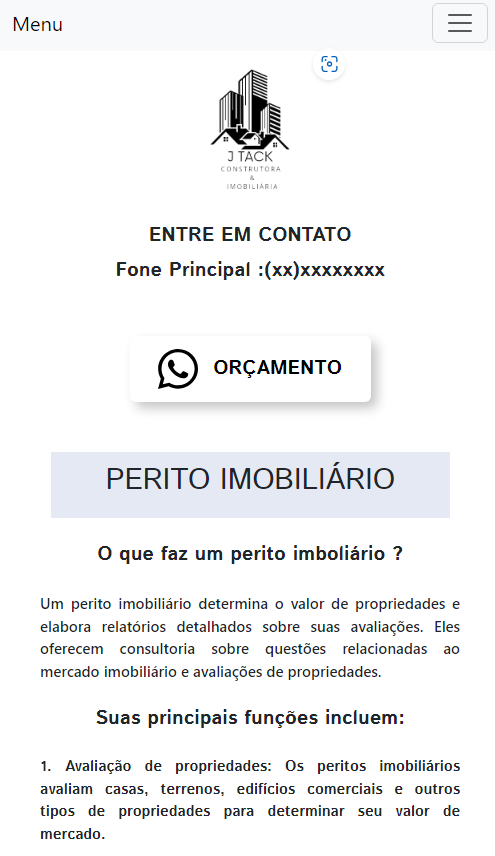 Menu
J TACK
CONSTRUTORA
&
IMOBILIÁRIA
ENTRE EM CONTATO
Fone Principal :(xx)xxxxxxxx
ORÇAMENTO
PERITO IMOBILIÁRIO
O que faz um perito imboliário ?
Um perito imobiliário determina o valor de propriedades e
elabora relatórios detalhados sobre suas avaliações. Eles
oferecem consultoria sobre questões relacionadas ao
mercado imobiliário e avaliações de propriedades.
Suas principais funções incluem:
1. Avaliação de propriedades: Os peritos imobiliários
avaliam casas, terrenos, edifícios comerciais e outros
tipos de propriedades para determinar seu valor de
mercado.